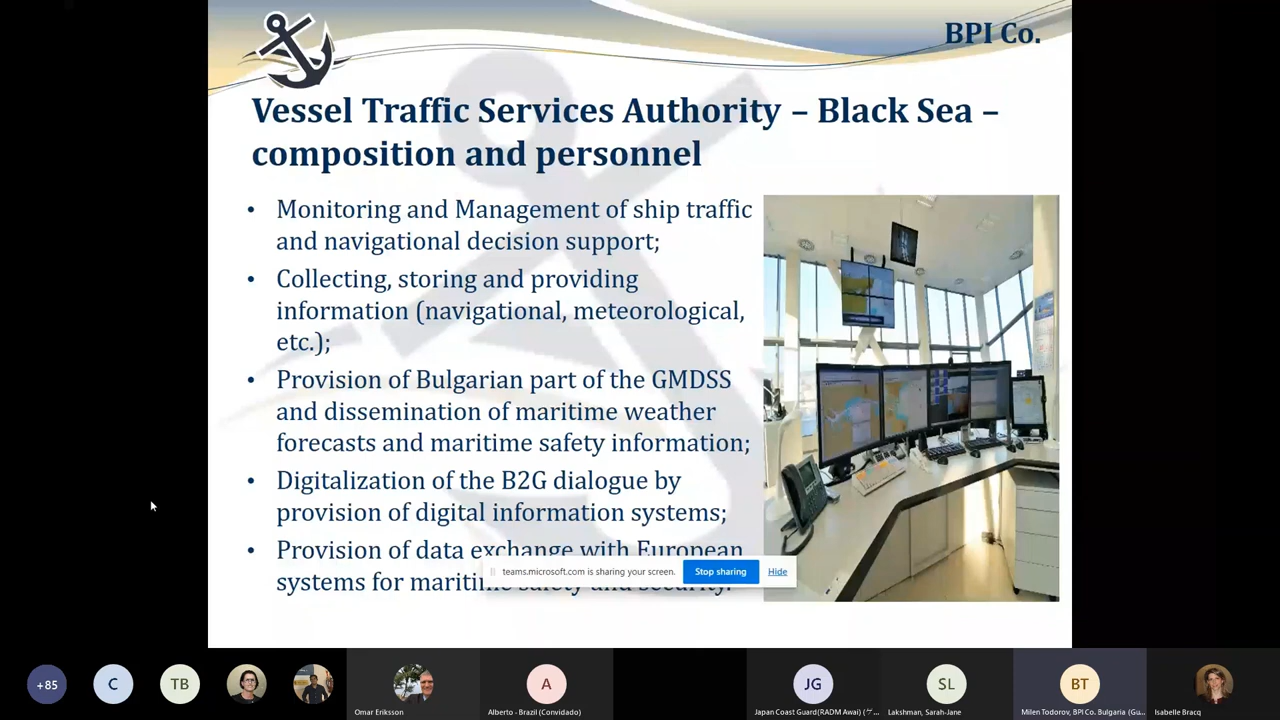 BPI Co.
Vessel Traffic Services Authority – Black Sea –
composition and personnel
• Monitoring and Management of ship traffic
and navigational decision support;
• Collecting, storing and providing
information (navigational, meteorological,
etc.);
• Provision of Bulgarian part of the GMDSS
and dissemination of maritime weather
forecasts and maritime safety information;
• Digitalization of the B2G dialogue by
provision of digital information systems;
• Provision of data exchange with European
systems for maritime safety and security.
teams.microsoft.com is sharing your screen.
Stop sharing
Hide
+85
C
TB
Omar Eriksson
A
Alberto - Brazil (Convidado)
JG
Japan Coast Guard(RADM Awai) (ゲ...
SL
Lakshman, Sarah-Jane
BT
Milen Todorov, BPI Co. Bulgaria (Gu...
Isabelle Bracq